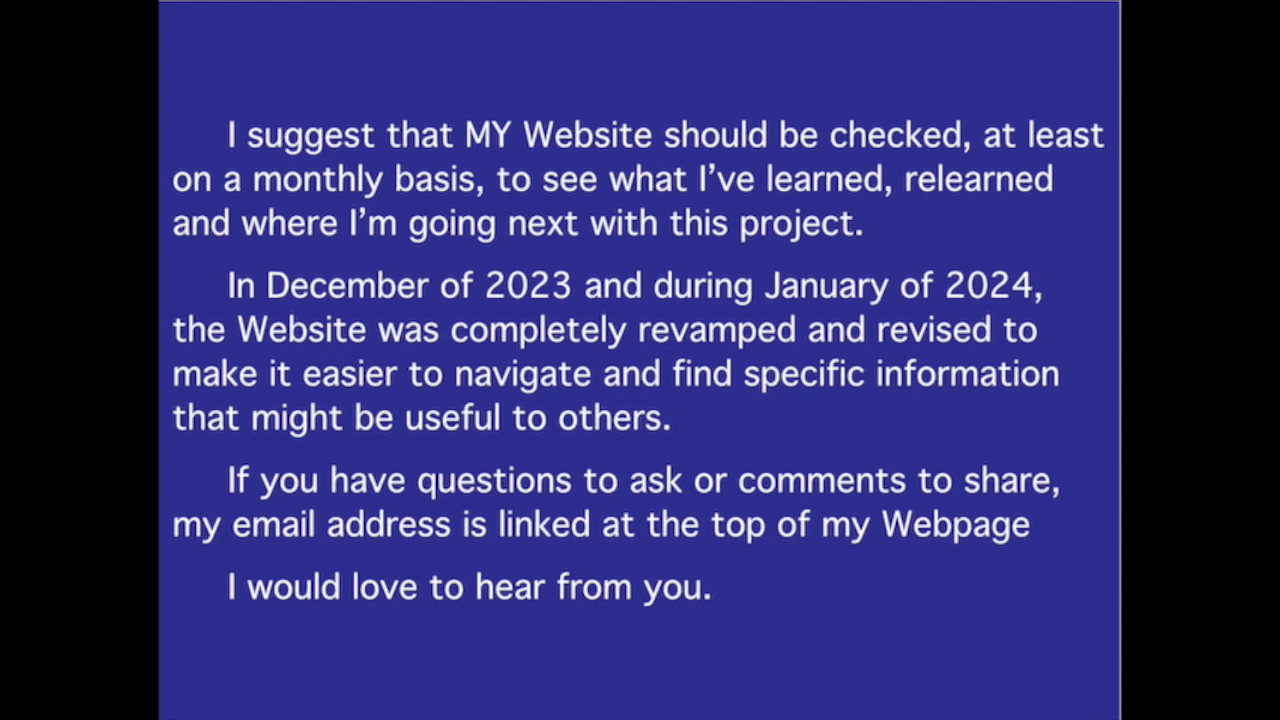 I suggest that MY Website should be checked, at least
on a monthly basis, to see what I’ve learned, relearned
and where I’m going next with this project.
In December of 2023 and during January of 2024,
the Website was completely revamped and revised to
make it easier to navigate and find specific information
that might be useful to others.
If you have questions to ask or comments to share,
my email address is linked at the top of my Webpage
I would love to hear from you.